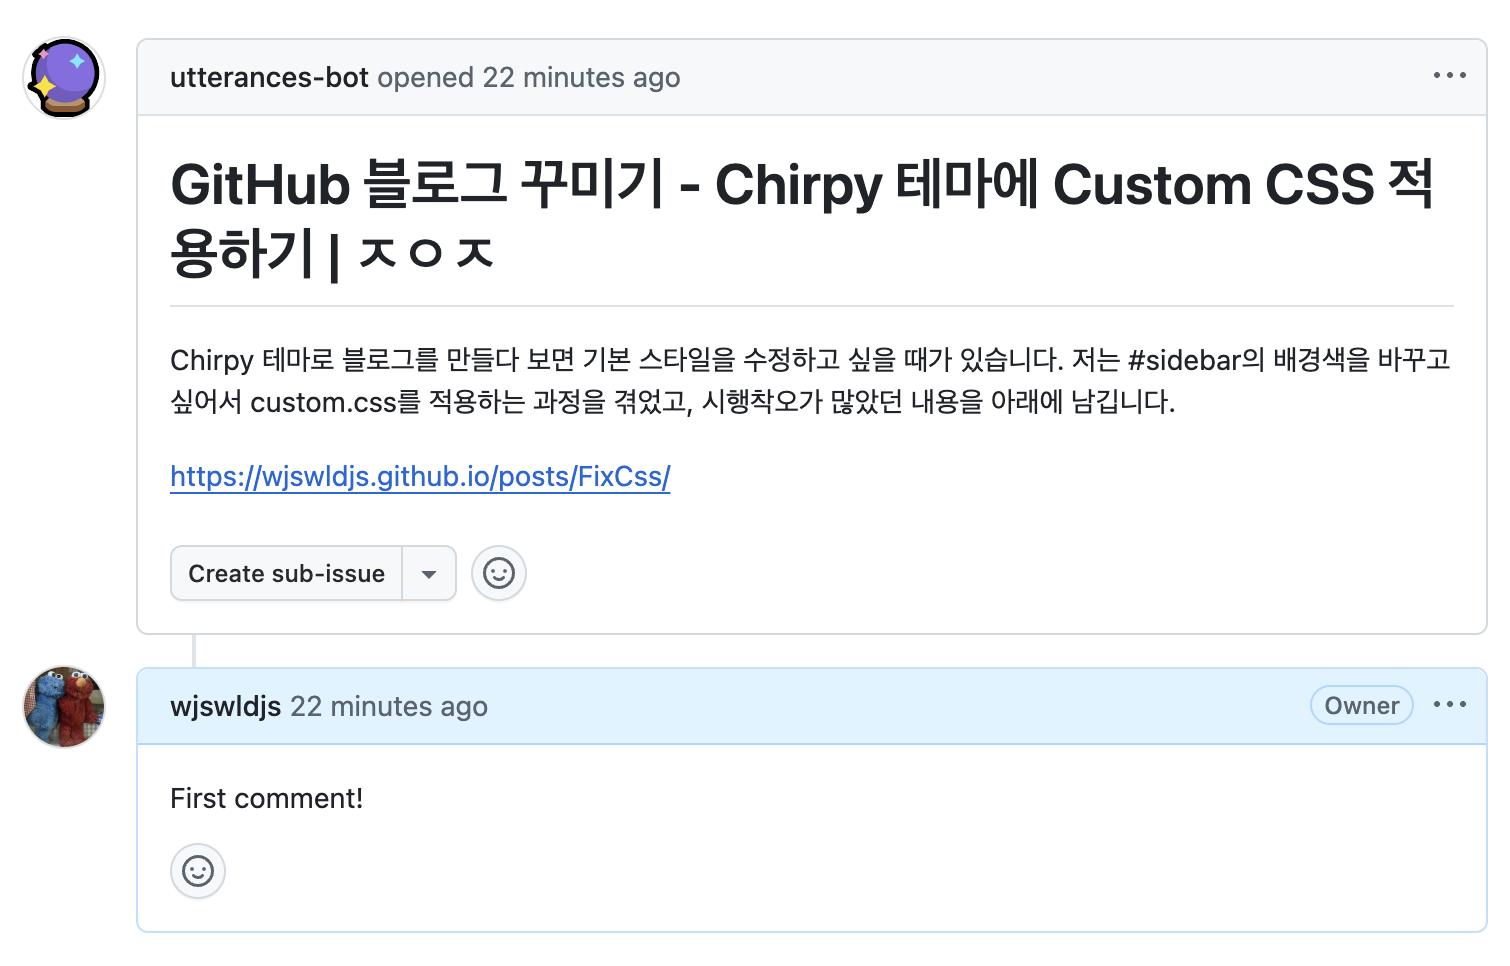 utterances-bot opened 22 minutes ago
GitHub 블로그 꾸미기 - Chirpy 테마에 Custom CSS 적
용하기 | ㅈㅇㅈ
Chirpy 테마로 블로그를 만들다 보면 기본 스타일을 수정하고 싶을 때가 있습니다. 저는 #sidebar의 배경색을 바꾸고
싶어서 custom.css를 적용하는 과정을 겪었고, 시행착오가 많았던 내용을 아래에 남깁니다.
https://wjswldjs.github.io/posts/FixCss/
Create sub-issue
wjswldjs 22 minutes ago Owner
First comment!